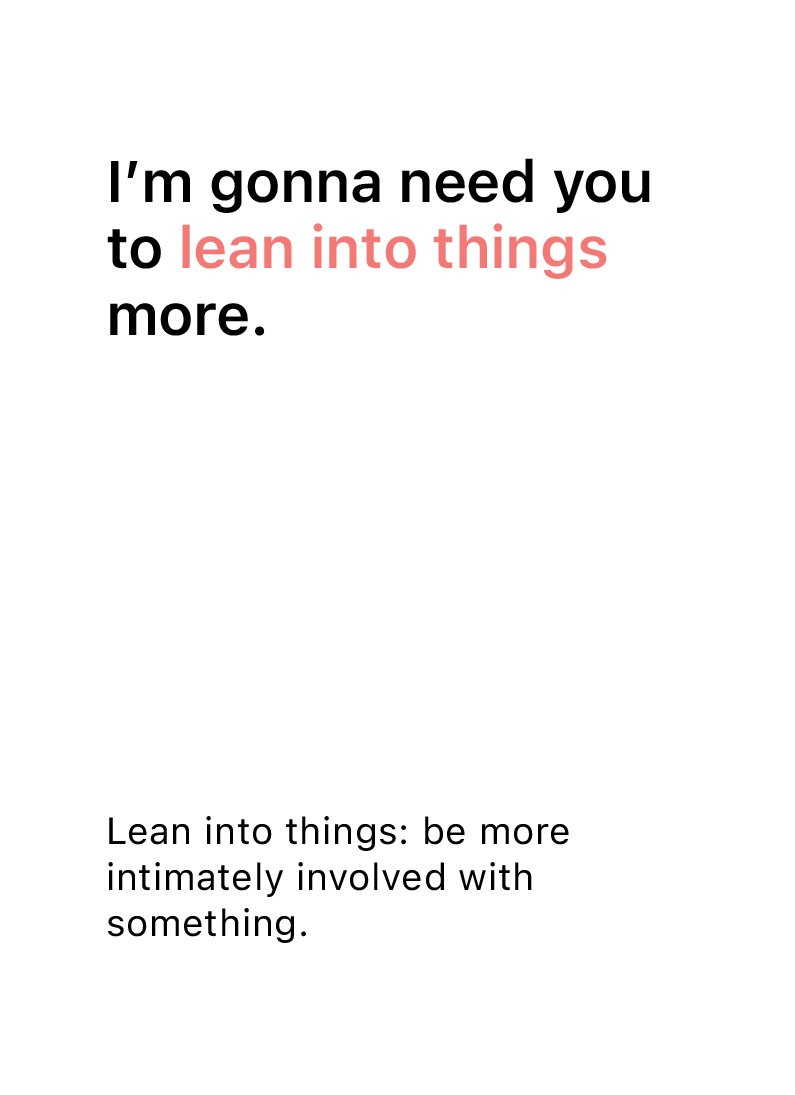 I’m gonna need you
to lean into things
more.
Lean into things: be more
intimately involved with
something.